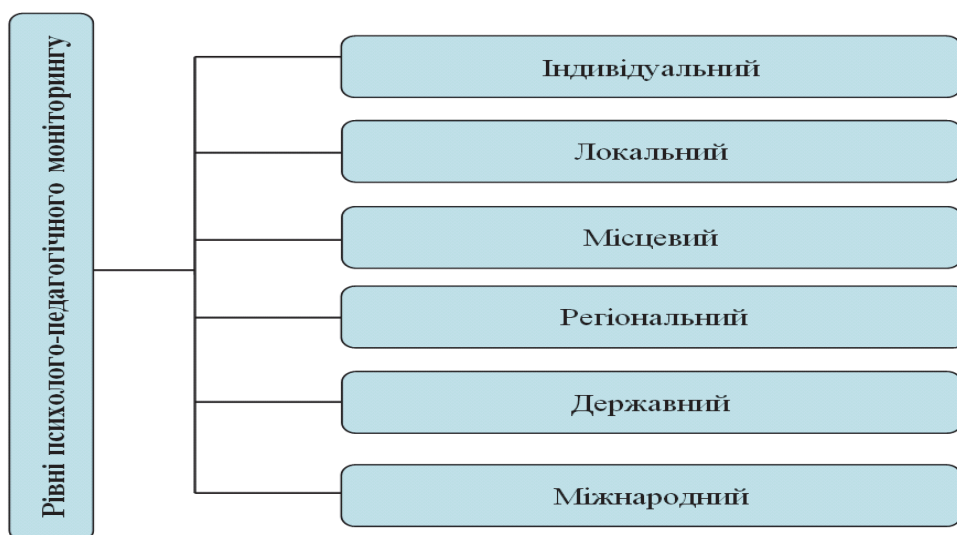 Рівні психолого-педагогічного моніторингу
Індивідуальний
Локальний
Місцевий
Регіональний
Державний
Міжнародний